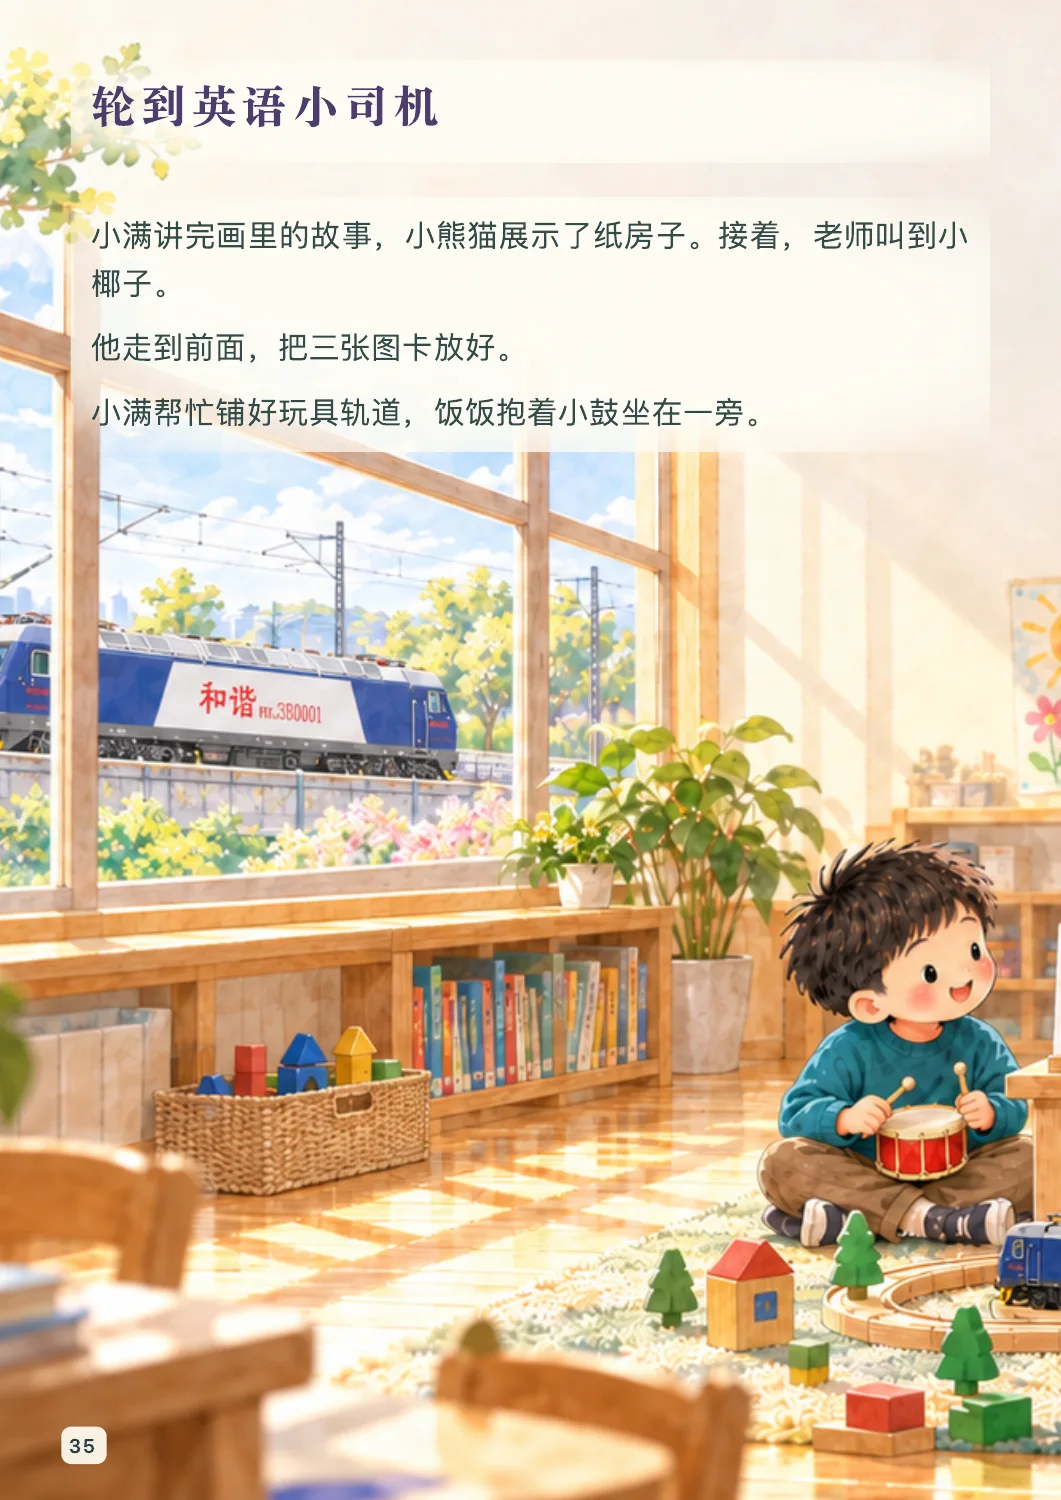 轮到英语小司机
小满讲完画里的故事，小熊猫展示了纸房子。接着，老师叫到小
椰子。
他走到前面，把三张图卡放好。
小满帮忙铺好玩具轨道，饭饭抱着小鼓坐在一旁。
和谐 380001
35